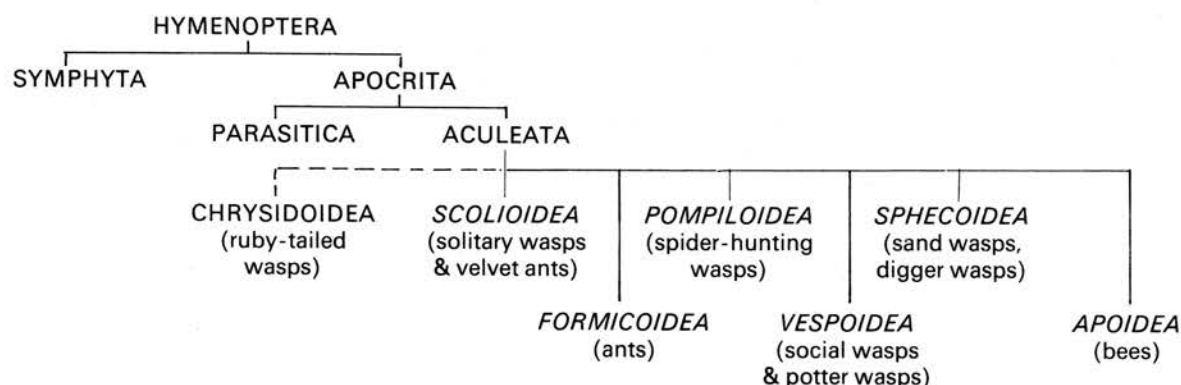 HYMENOPTERA
SYMPHYTA APOCRITA
PARASITICA ACULEATA
CHRYSIDOIDEA
(ruby-tailed
wasps)
SCOLIOIDEA
(solitary wasps
& velvet ants)
POMPILOIDEA
(spider-hunting
wasps)
SPHECOIDEA
(sand wasps,
digger wasps)
FORMICOIDEA
(ants)
VESPOIDEA
(social wasps
& potter wasps)
APOIDEA
(bees)